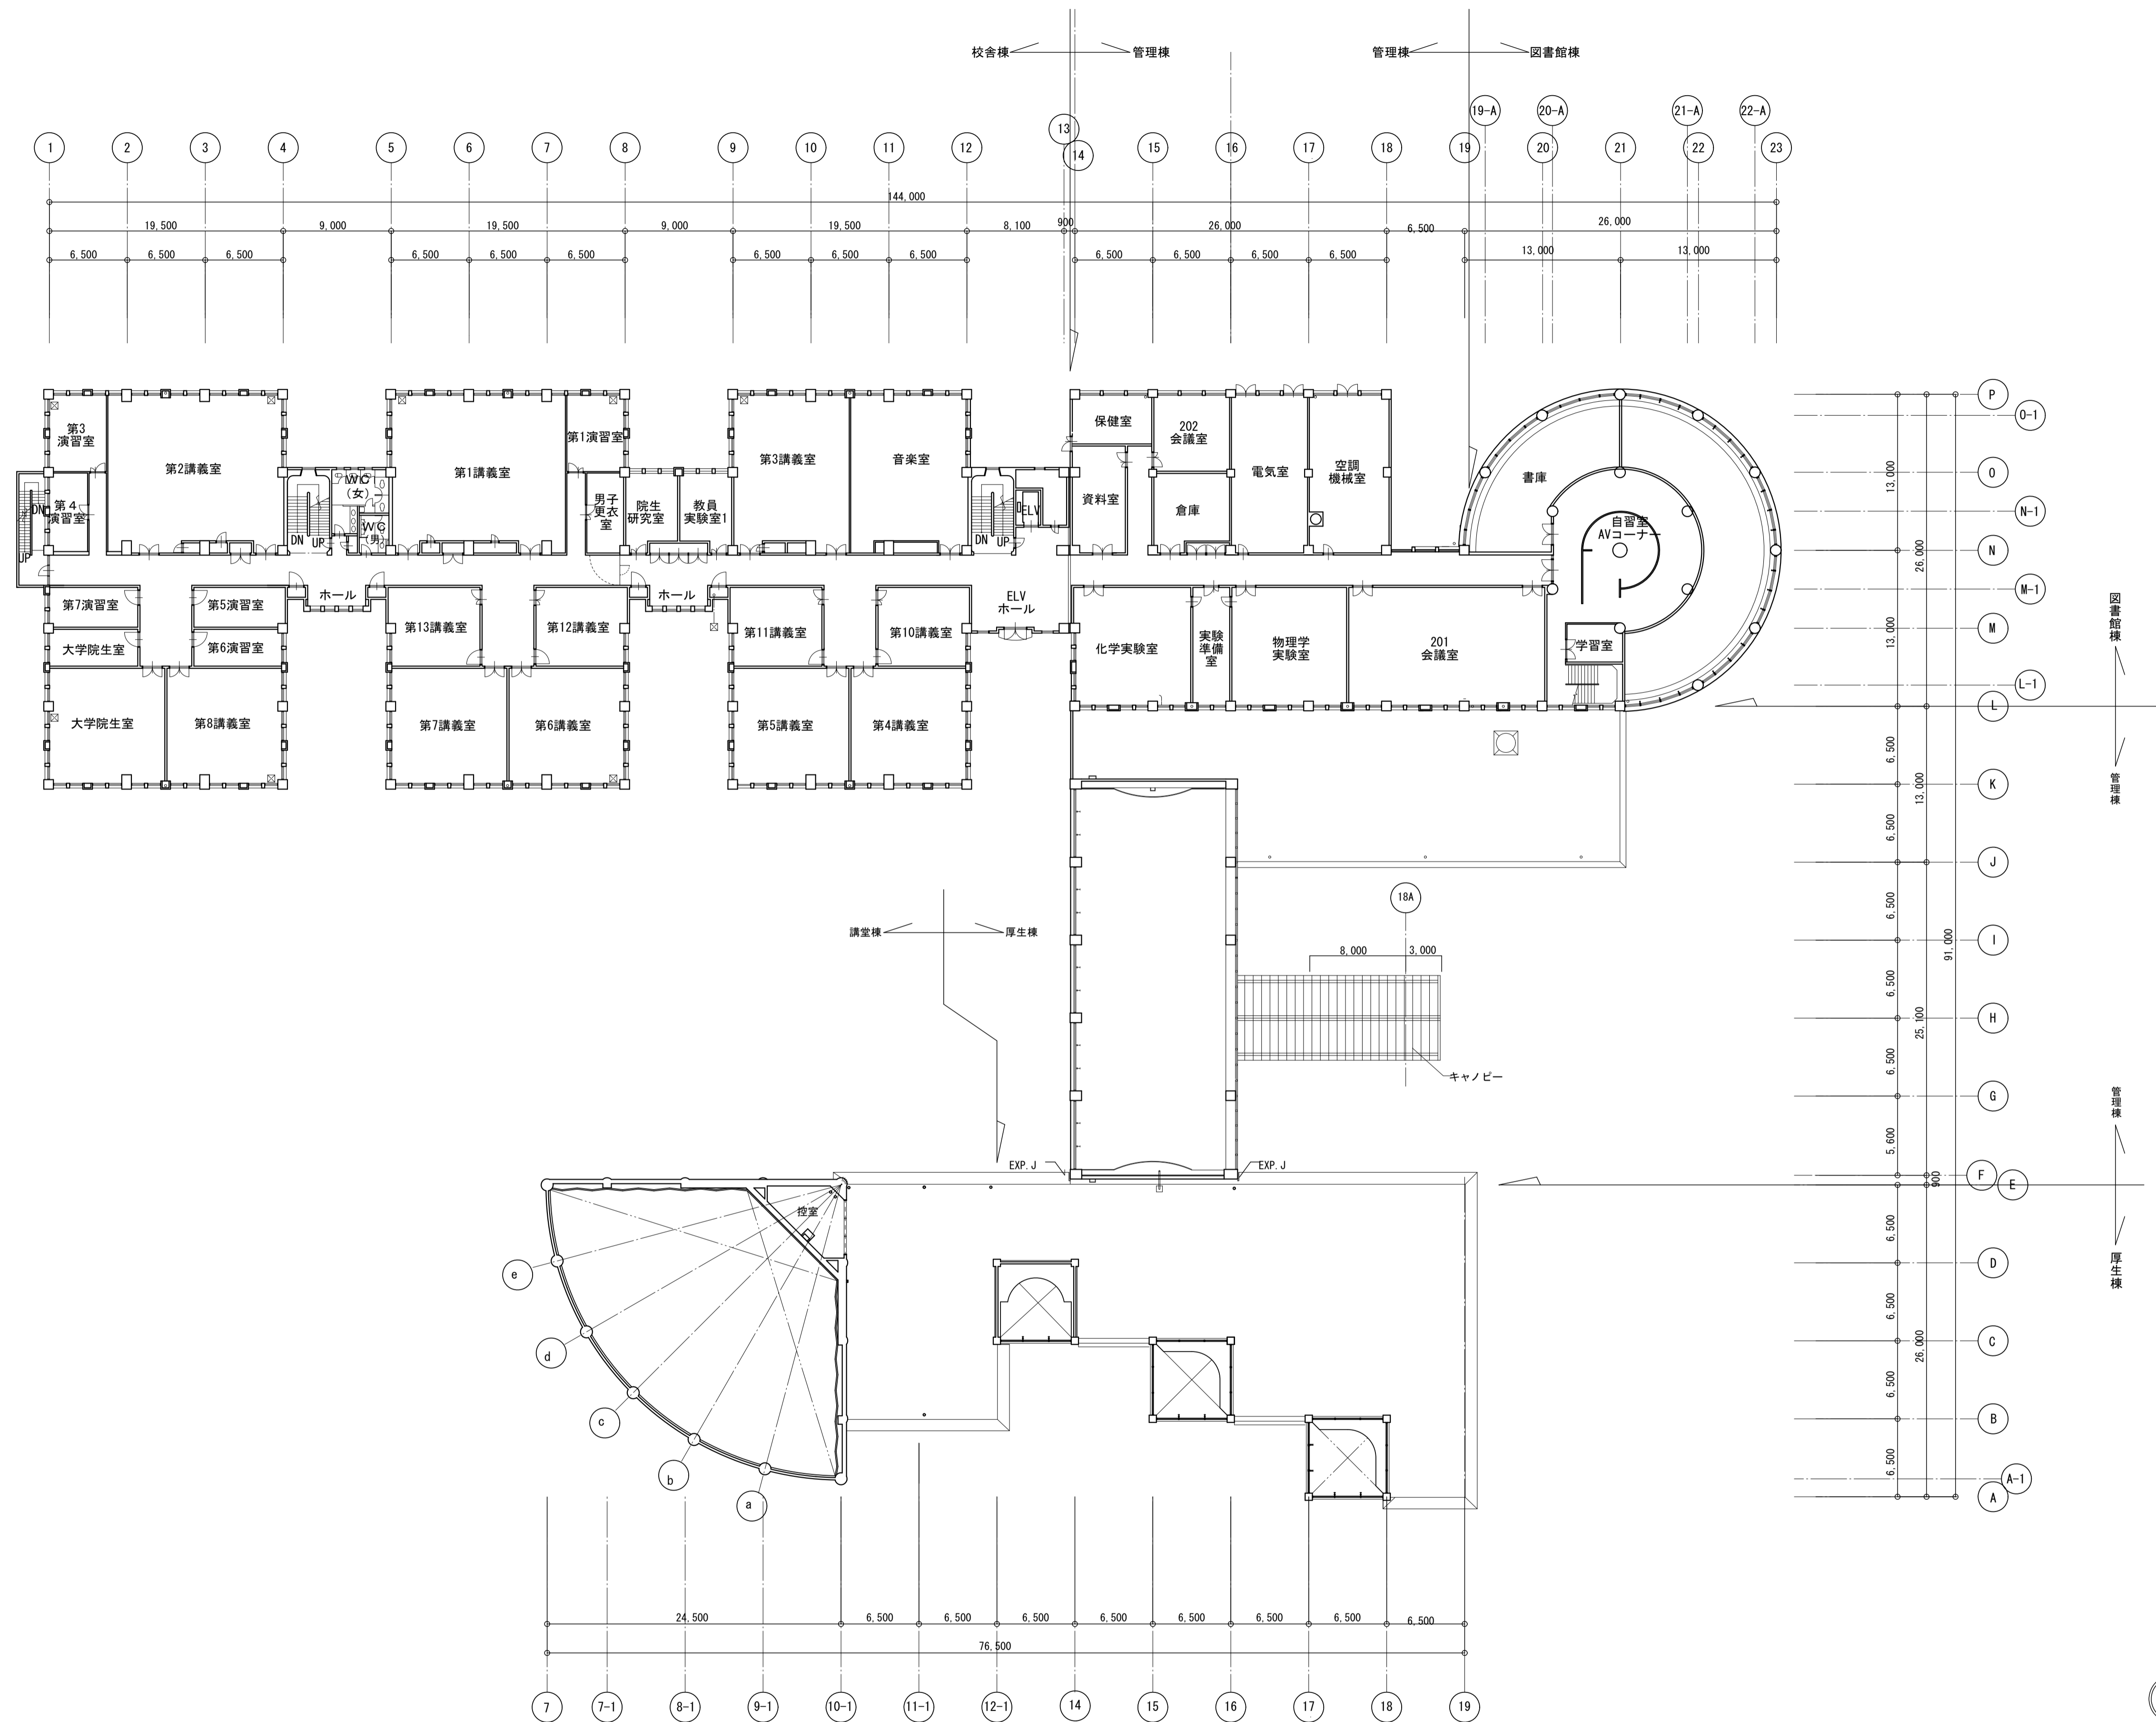 校舎棟 管理棟 管理棟 図書館棟
19-A 20-A 21-A 22-A
13
1 2 3 4 5 6 7 8 9 10 11 12 14 15 16 17 18 19 20 21 22 23
144,000
19,500 9,000 19,500 9,000 19,500 8,100 900 26,000 6,500 26,000
6,500 6,500 6,500 6,500 6,500 6,500 6,500 6,500 6,500 6,500 6,500 6,500 6,500 13,000 13,000
P
O-1
O
N-1
N
M-1
M
L-1
L
K
J
I
H
G
F
E
D
C
B
A-1
A
13,000
13,000
6,500
6,500
6,500
6,500
6,500
5,600
6,500
6,500
6,500
6,500
26,000
13,000
25,100
900
26,000
91,000
図書館棟
管理棟
管理棟
厚生棟
第3
演習室
第2講義室
第４
演習室
DN
UP
DN UP
WC
(女)
WC
(男)
第1講義室
第1演習室
男子
更衣
室
院生
研究室
教員
実験室1
第3講義室
音楽室
DN UP
ELV
保健室
資料室
202
会議室
倉庫
電気室
空調
機械室
書庫
自習室
AVコーナー
第7演習室
第5演習室
大学院生室
第6演習室
大学院生室
第8講義室
ホール
第13講義室
第12講義室
第7講義室
第6講義室
ホール
第11講義室
第10講義室
第5講義室
第4講義室
ELV
ホール
化学実験室
実験
準備
室
物理学
実験室
201
会議室
学習室
18A
8,000 3,000
キャノピー
講堂棟 厚生棟
EXP.J EXP.J
控室
e
d
c
b
a
24,500 6,500 6,500 6,500 6,500 6,500 6,500 6,500 6,500
76,500
7 7-1 8-1 9-1 10-1 11-1 12-1 14 15 16 17 18 19